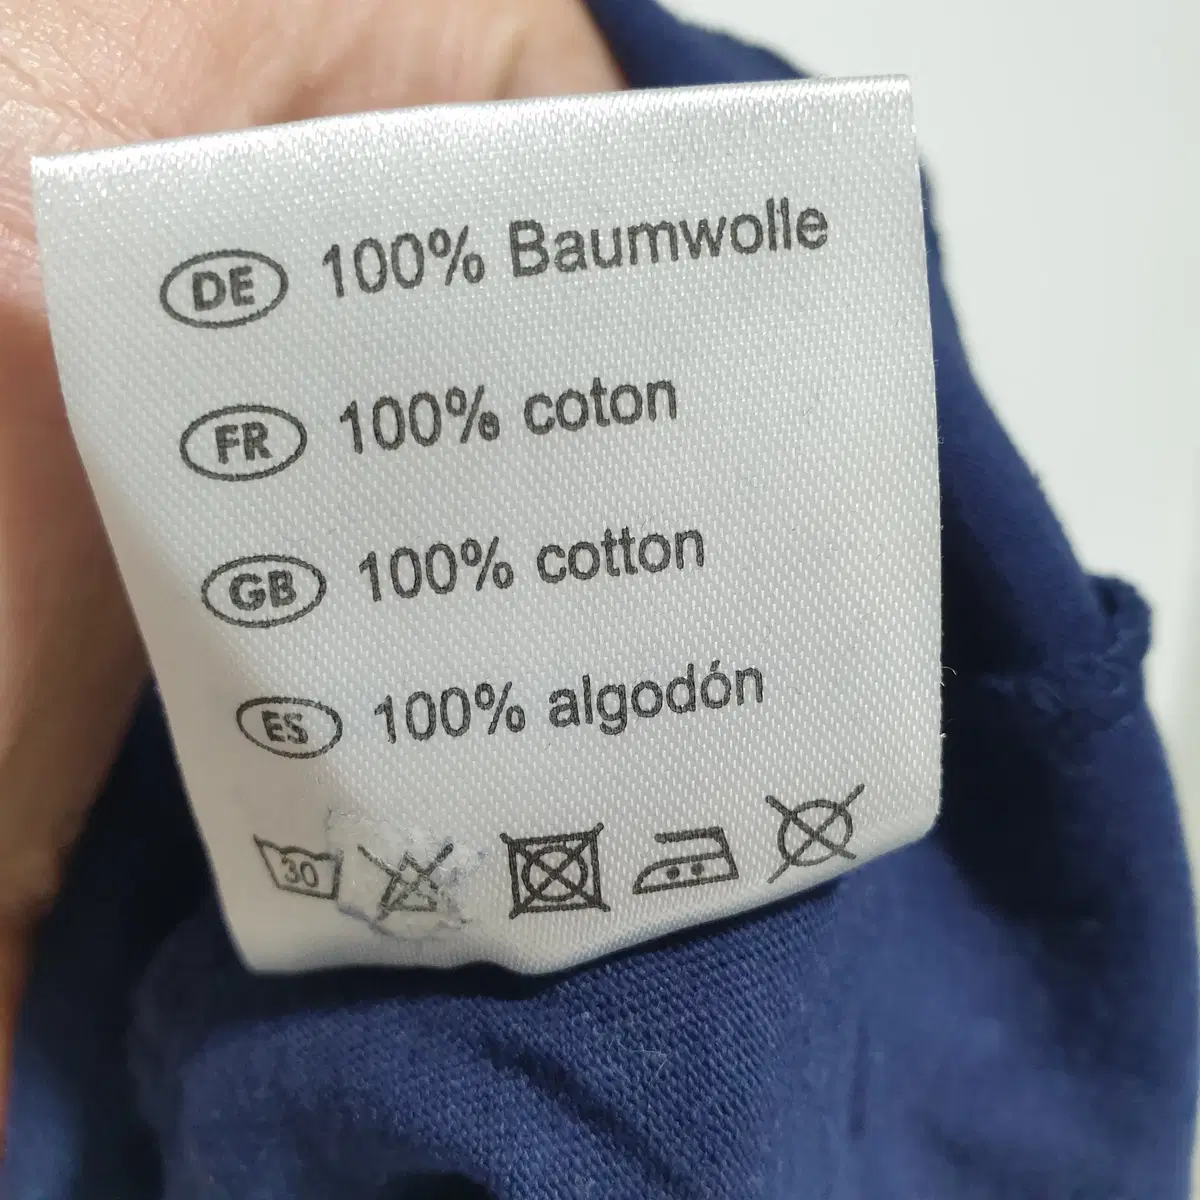 DE 100% Baumwolle
FR 100% coton
GB 100% cotton
ES 100% algodón
30